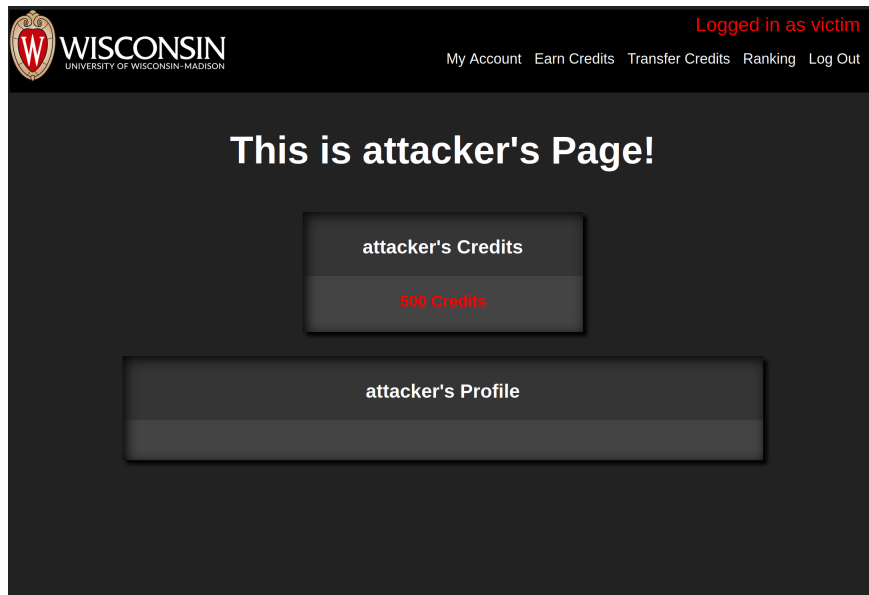 Logged in as victim
W WISCONSIN
UNIVERSITY OF WISCONSIN–MADISON
My Account Earn Credits Transfer Credits Ranking Log Out
This is attacker's Page!
attacker's Credits
500 Credits
attacker's Profile